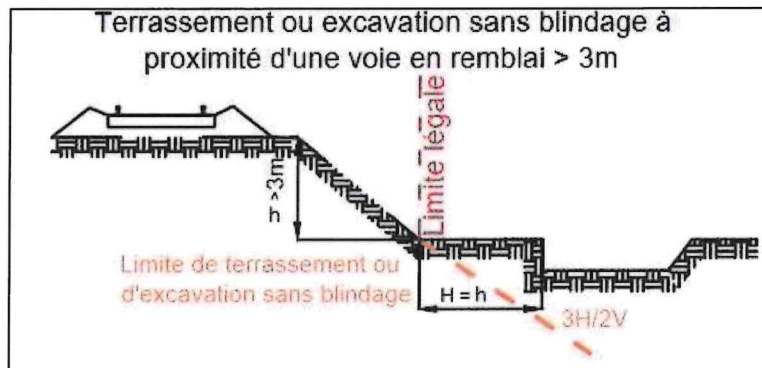 Terrassement ou excavation sans blindage à
proximité d'une voie en remblai > 3m
Limite légale
h >3m
Limite de terrassement ou
d'excavation sans blindage
H = h
3H/2V